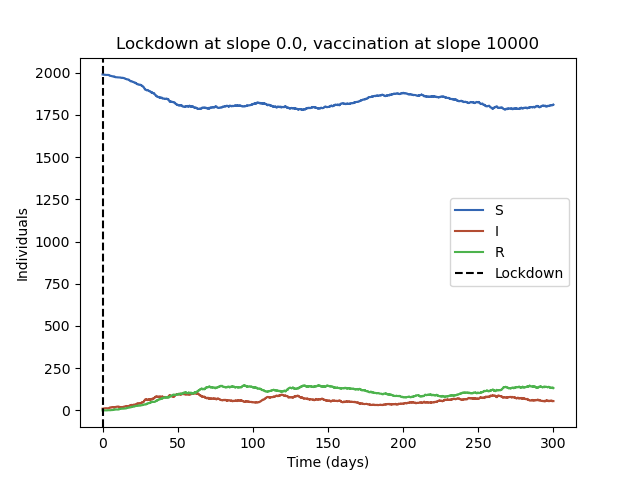 Lockdown at slope 0.0, vaccination at slope 10000
Individuals
2000
1750
1500
1250
1000
750
500
250
0
S
I
R
Lockdown
0 50 100 150 200 250 300
Time (days)